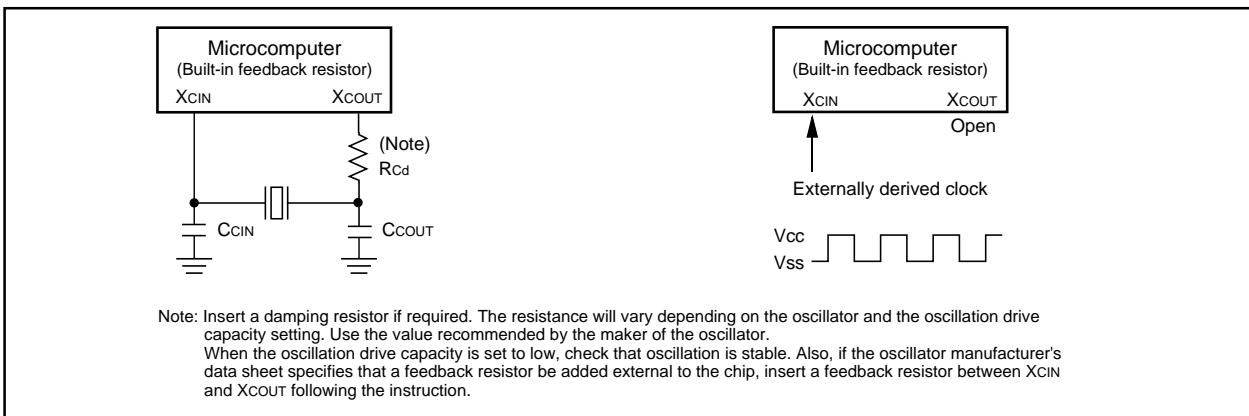 Microcomputer
(Built-in feedback resistor)
XCIN XCOUT
(Note)
RCd
CCIN CCOUT
Microcomputer
(Built-in feedback resistor)
XCIN XCOUT
Open
Externally derived clock
Vcc
Vss
Note: Insert a damping resistor if required. The resistance will vary depending on the oscillator and the oscillation drive
capacity setting. Use the value recommended by the maker of the oscillator.
When the oscillation drive capacity is set to low, check that oscillation is stable. Also, if the oscillator manufacturer's
data sheet specifies that a feedback resistor be added external to the chip, insert a feedback resistor between XCIN
and XCOUT following the instruction.